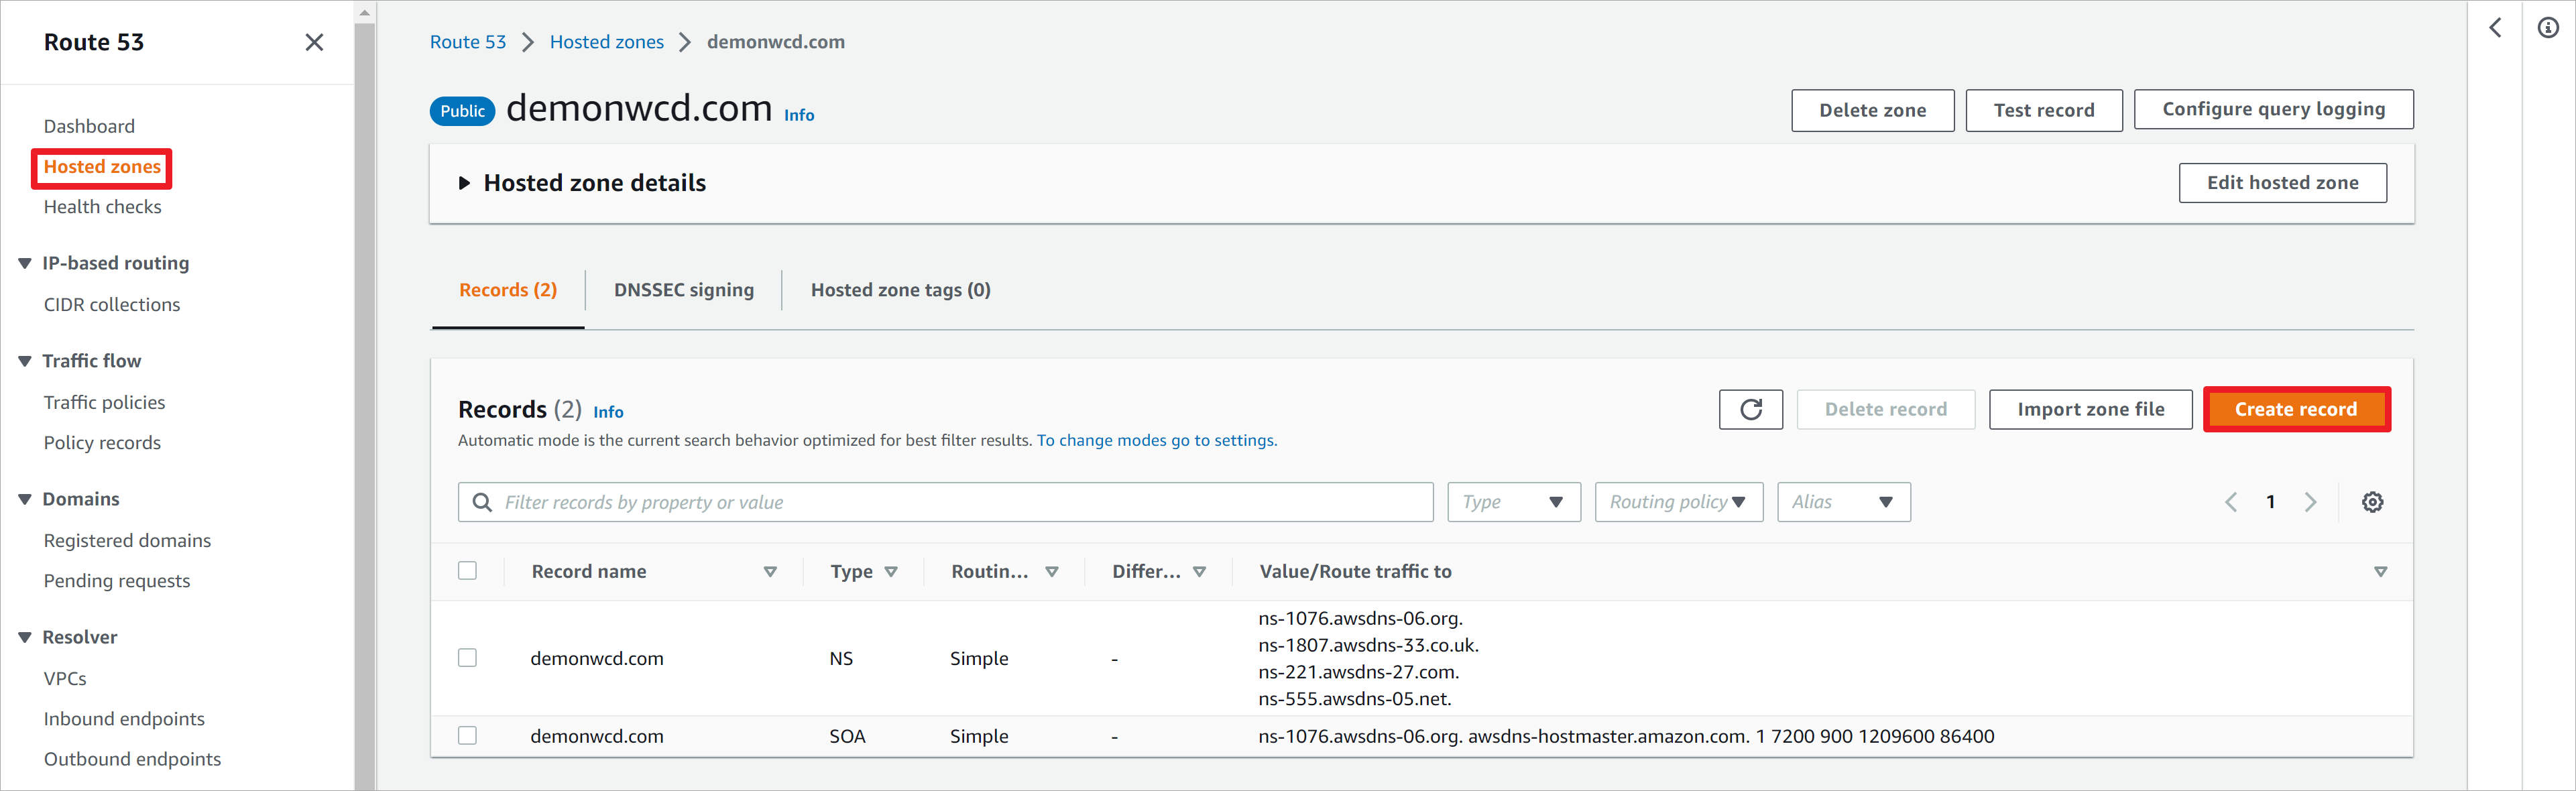 Route 53
Dashboard
Hosted zones
Health checks
IP-based routing
CIDR collections
Traffic flow
Traffic policies
Policy records
Domains
Registered domains
Pending requests
Resolver
VPCs
Inbound endpoints
Outbound endpoints
Route 53 > Hosted zones > demonwcd.com
Public demonwcd.com Info
Delete zone Test record Configure query logging
Hosted zone details Edit hosted zone
Records (2) DNSSEC signing Hosted zone tags (0)
Records (2) Info
Automatic mode is the current search behavior optimized for best filter results. To change modes go to settings.
Delete record Import zone file Create record
Filter records by property or value Type Routing policy Alias 1
Record name Type Routin... Differ... Value/Route traffic to
demonwcd.com NS Simple -
ns-1076.awsdns-06.org.
ns-1807.awsdns-33.co.uk.
ns-221.awsdns-27.com.
ns-555.awsdns-05.net.
demonwcd.com SOA Simple - ns-1076.awsdns-06.org. awsdns-hostmaster.amazon.com. 1 7200 900 1209600 86400